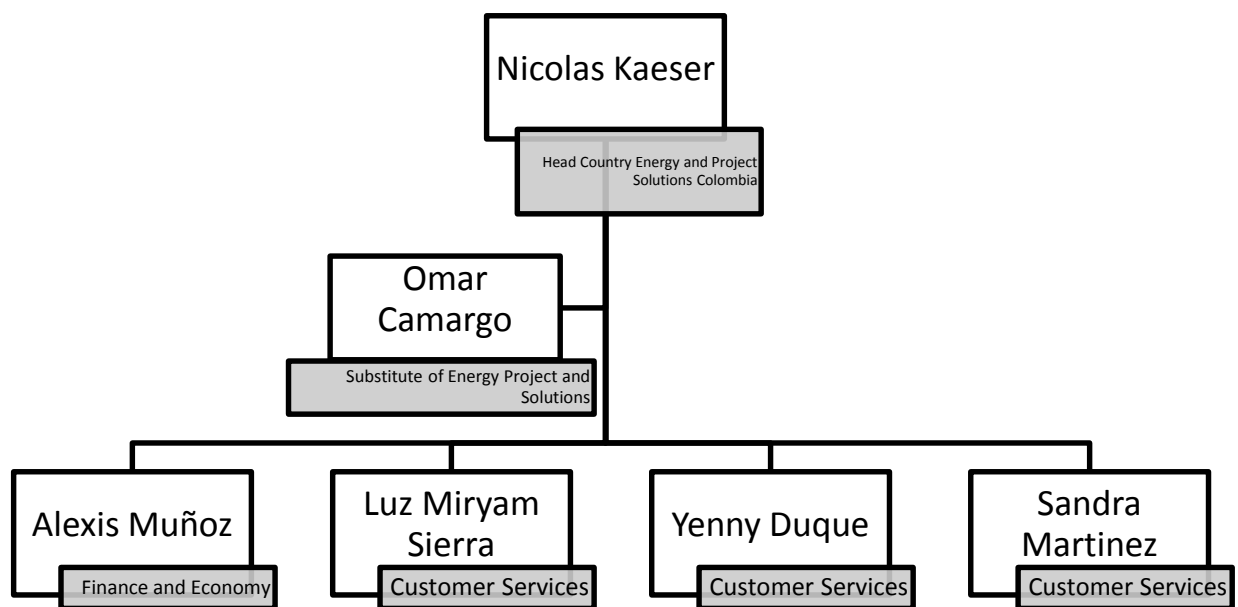 Nicolas Kaeser
Head Country Energy and Project
Solutions Colombia
Omar
Camargo
Substitute of Energy Project and
Solutions
Alexis Muñoz
Finance and Economy
Luz Miryam
Sierra
Customer Services
Yenny Duque
Customer Services
Sandra
Martinez
Customer Services